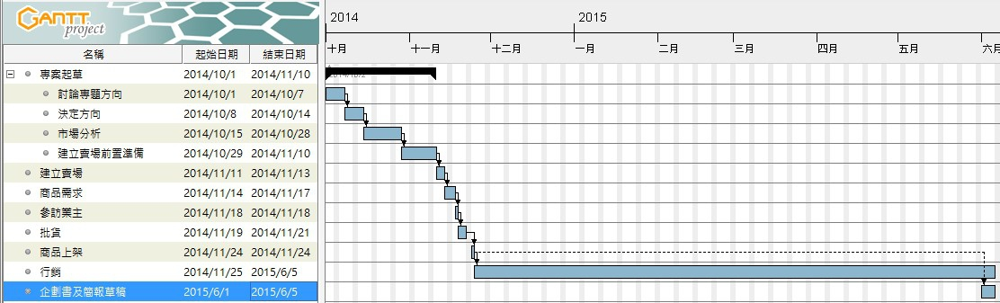 GANTT
project
2014
2015
十月
十一月
十二月
一月
二月
三月
四月
五月
六月
名稱 起始日期 結束日期
專案起草 2014/10/1 2014/11/10
討論專題方向 2014/10/1 2014/10/7
決定方向 2014/10/8 2014/10/14
市場分析 2014/10/15 2014/10/28
建立賣場前置準備 2014/10/29 2014/11/10
建立賣場 2014/11/11 2014/11/13
商品需求 2014/11/14 2014/11/17
參訪業主 2014/11/18 2014/11/18
批貨 2014/11/19 2014/11/21
商品上架 2014/11/24 2014/11/24
行銷 2014/11/25 2015/6/5
企劃書及簡報草稿 2015/6/1 2015/6/5